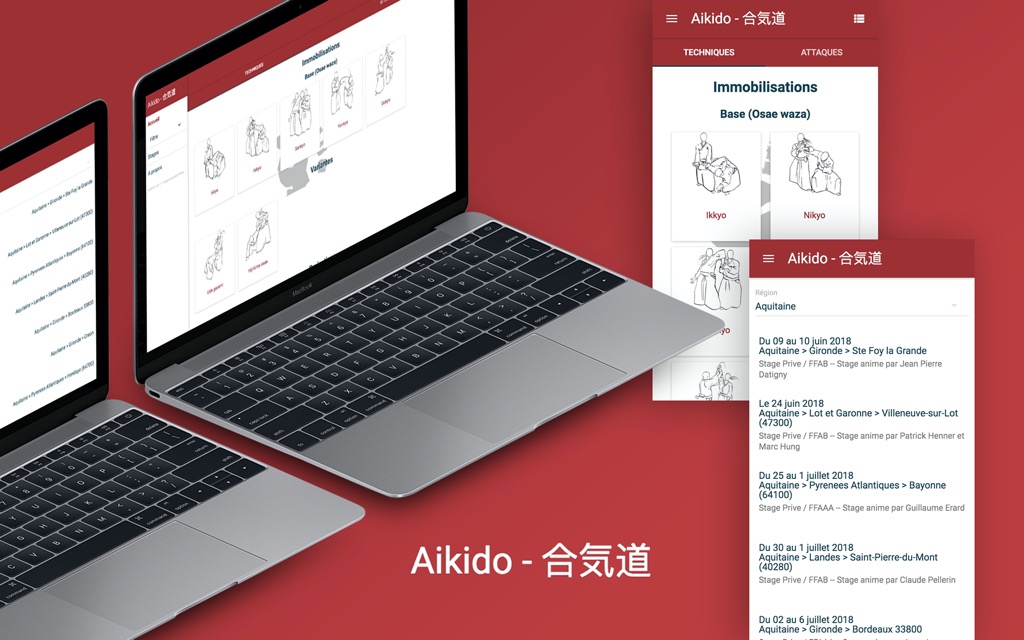 Aikido - 合気道
TECHNIQUES
ATTAQUES
Immobilisations
Base (Osae waza)
Ikkyo
Nikyo
Aikido - 合気道
Région
Aquitaine
Du 09 au 10 juin 2018
Aquitaine > Gironde > Ste Foy la Grande
Stage Prive / FFAB -- Stage anime par Jean Pierre
Datigny
Le 24 juin 2018
Aquitaine > Lot et Garonne > Villeneuve-sur-Lot
(47300)
Stage Prive / FFAB -- Stage anime par Patrick Henner et
Marc Hung
Du 25 au 1 juillet 2018
Aquitaine > Pyrenees Atlantiques > Bayonne
(64100)
Stage Prive / FFAAA -- Stage anime par Guillaume Erard
Du 30 au 1 juillet 2018
Aquitaine > Landes > Saint-Pierre-du-Mont
(40280)
Stage Prive / FFAB -- Stage anime par Claude Pellerin
Du 02 au 6 juillet 2018
Aquitaine > Gironde > Bordeaux 33800
Aikido - 合気道
Accueil
Filtre
Stages
A propos
TECHNIQUES
Immobilisations
Base (Osae waza)
Ikkyo
Nikyo
Sankyo
Yonkyo
Gokyo
Variantes
MacBook
Aquitaine > Gironde > Ste Foy la Grande
Aquitaine > Lot et Garonne > Villeneuve-sur-Lot (47300)
Aquitaine > Pyrenees Atlantiques > Bayonne (64100)
Aquitaine > Landes > Saint-Pierre-du-Mont (40280)
Aquitaine > Gironde > Bordeaux 33800
Aquitaine > Gironde > Cenon
Aquitaine > Pyrenees Atlantiques > Hendaye (64700)
Aikido - 合気道